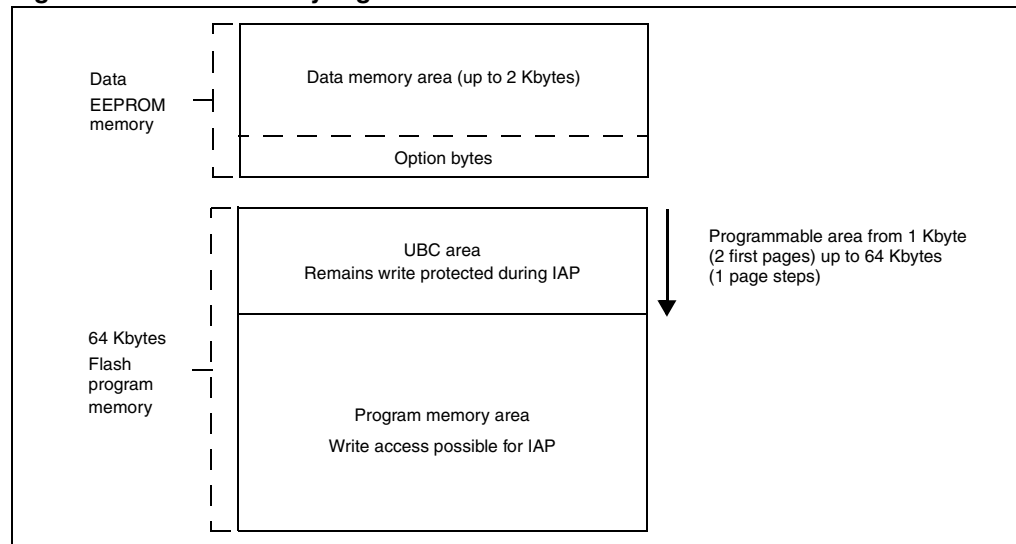 Data
EEPROM
memory
Data memory area (up to 2 Kbytes)
Option bytes
64 Kbytes
Flash
program
memory
UBC area
Remains write protected during IAP
Program memory area
Write access possible for IAP
Programmable area from 1 Kbyte
(2 first pages) up to 64 Kbytes
(1 page steps)